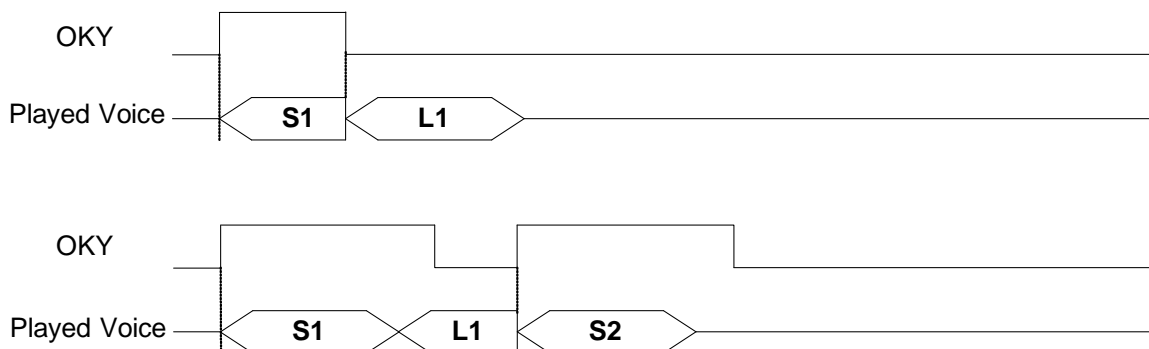 OKY
Played Voice S1 L1
OKY
Played Voice S1 L1 S2